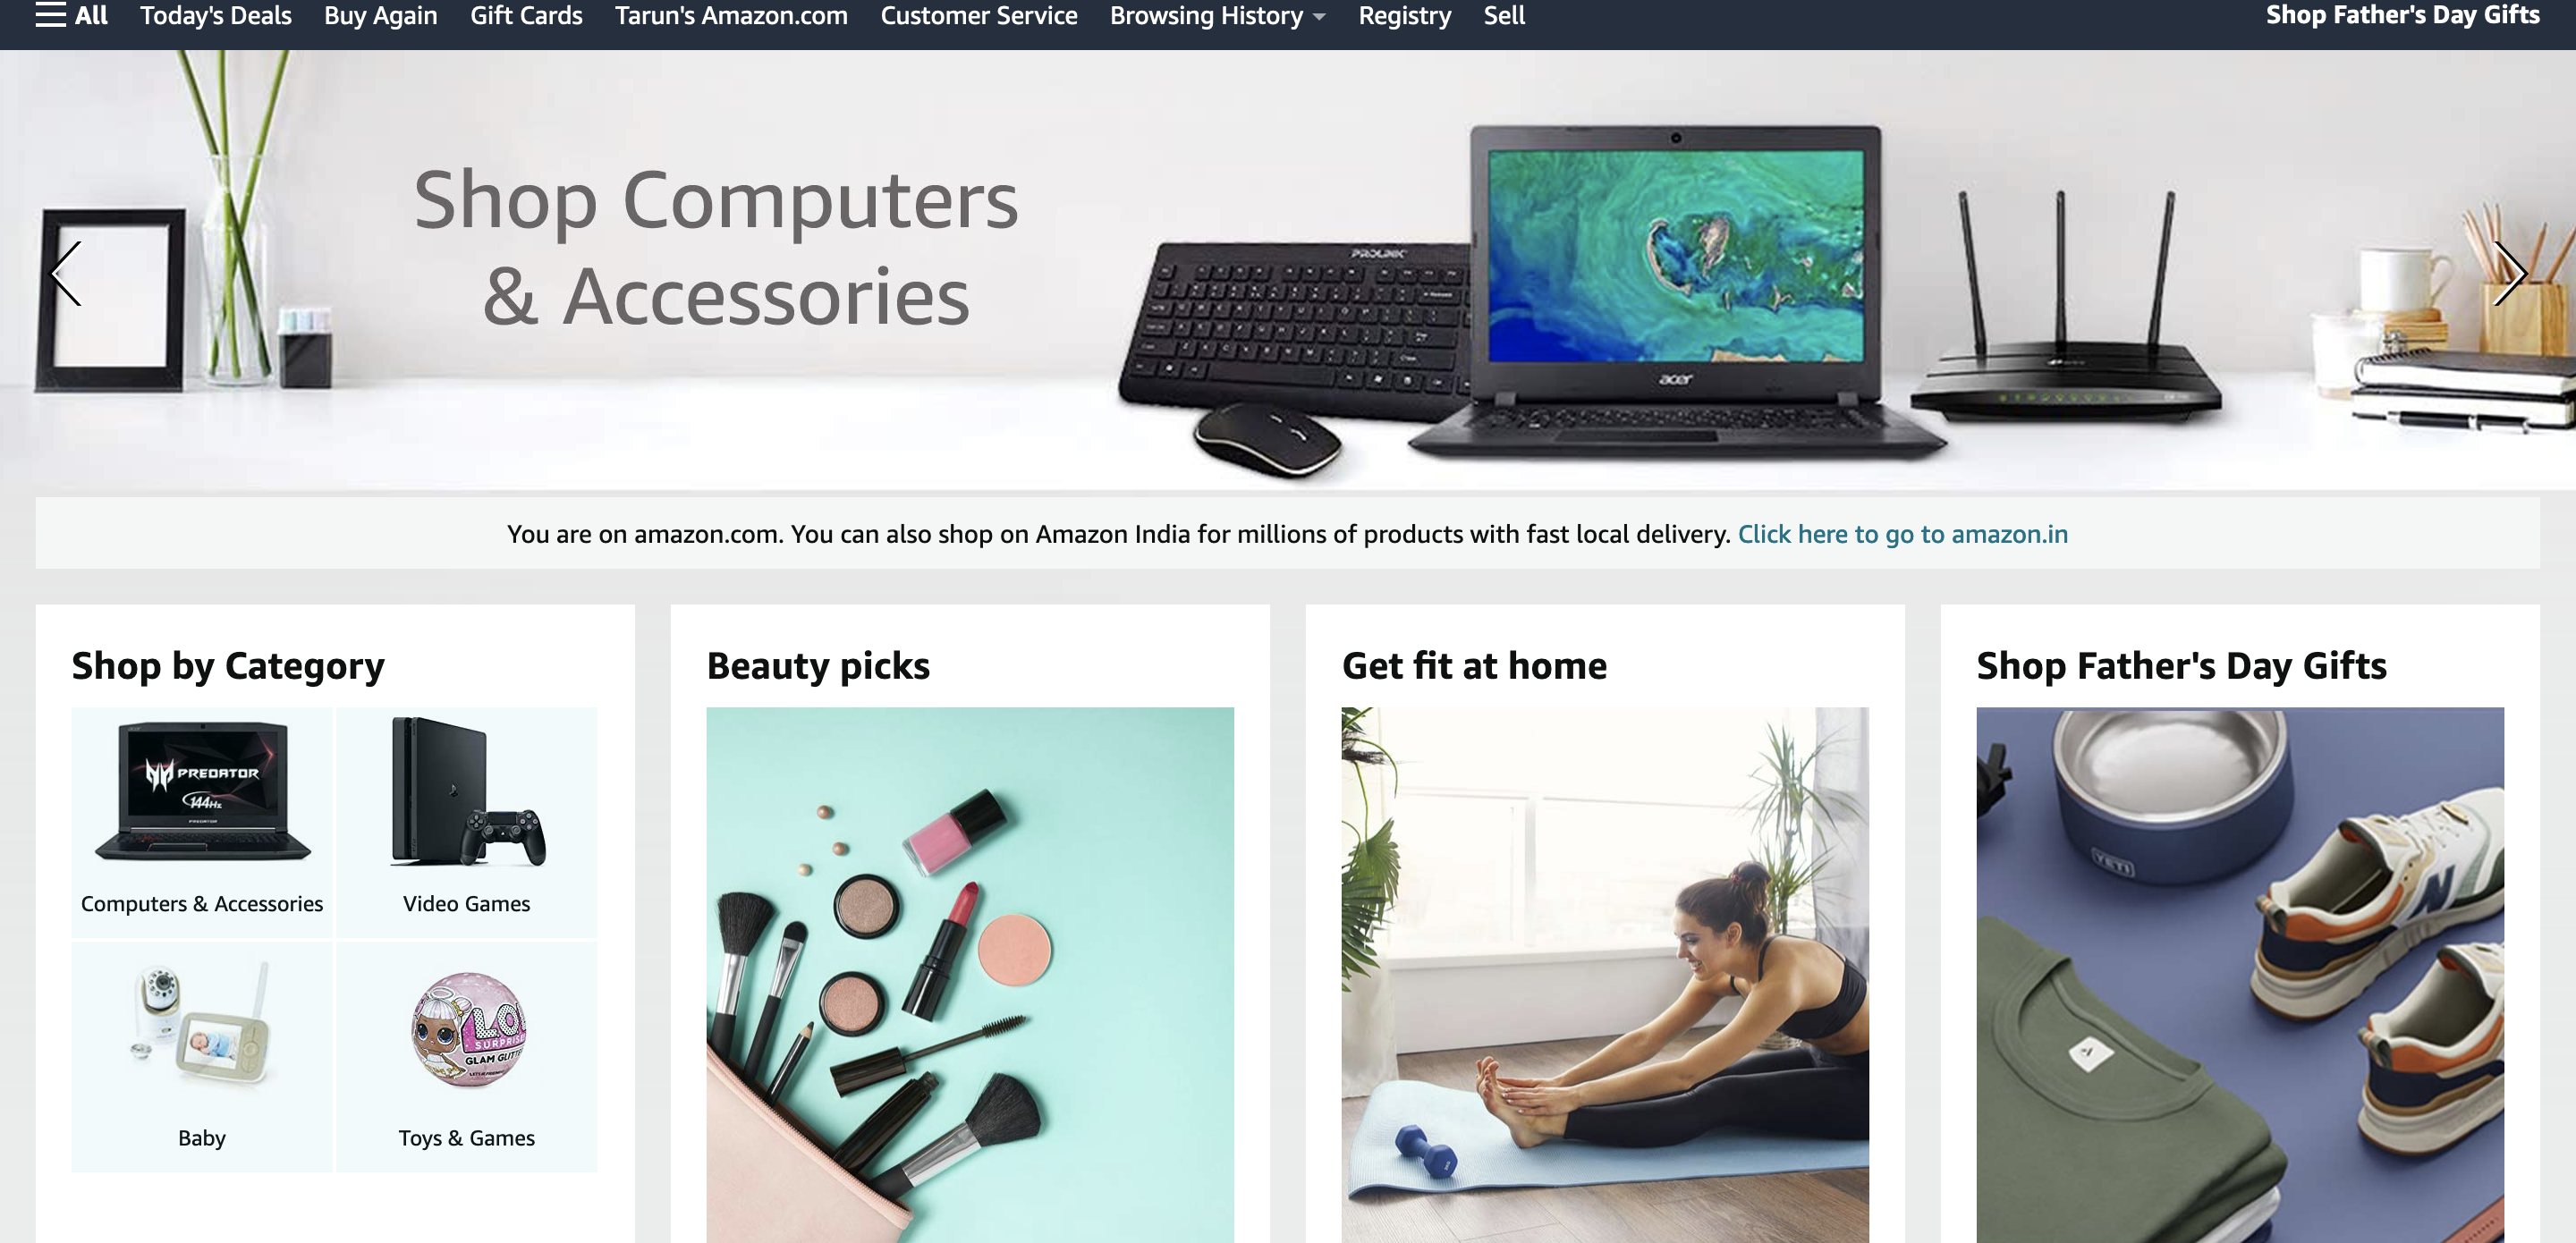 All Today's Deals Buy Again Gift Cards Tarun's Amazon.com Customer Service Browsing History Registry Sell Shop Father's Day Gifts
Shop Computers
& Accessories
PROLINK
acer
You are on amazon.com. You can also shop on Amazon India for millions of products with fast local delivery. Click here to go to amazon.in
Shop by Category
PREDATOR
144Hz
PREDATOR
Computers & Accessories
Video Games
L.O.
SURPRISE
GLAM GLITTE
Baby
Toys & Games
Beauty picks
Get fit at home
Shop Father's Day Gifts
YETI
N